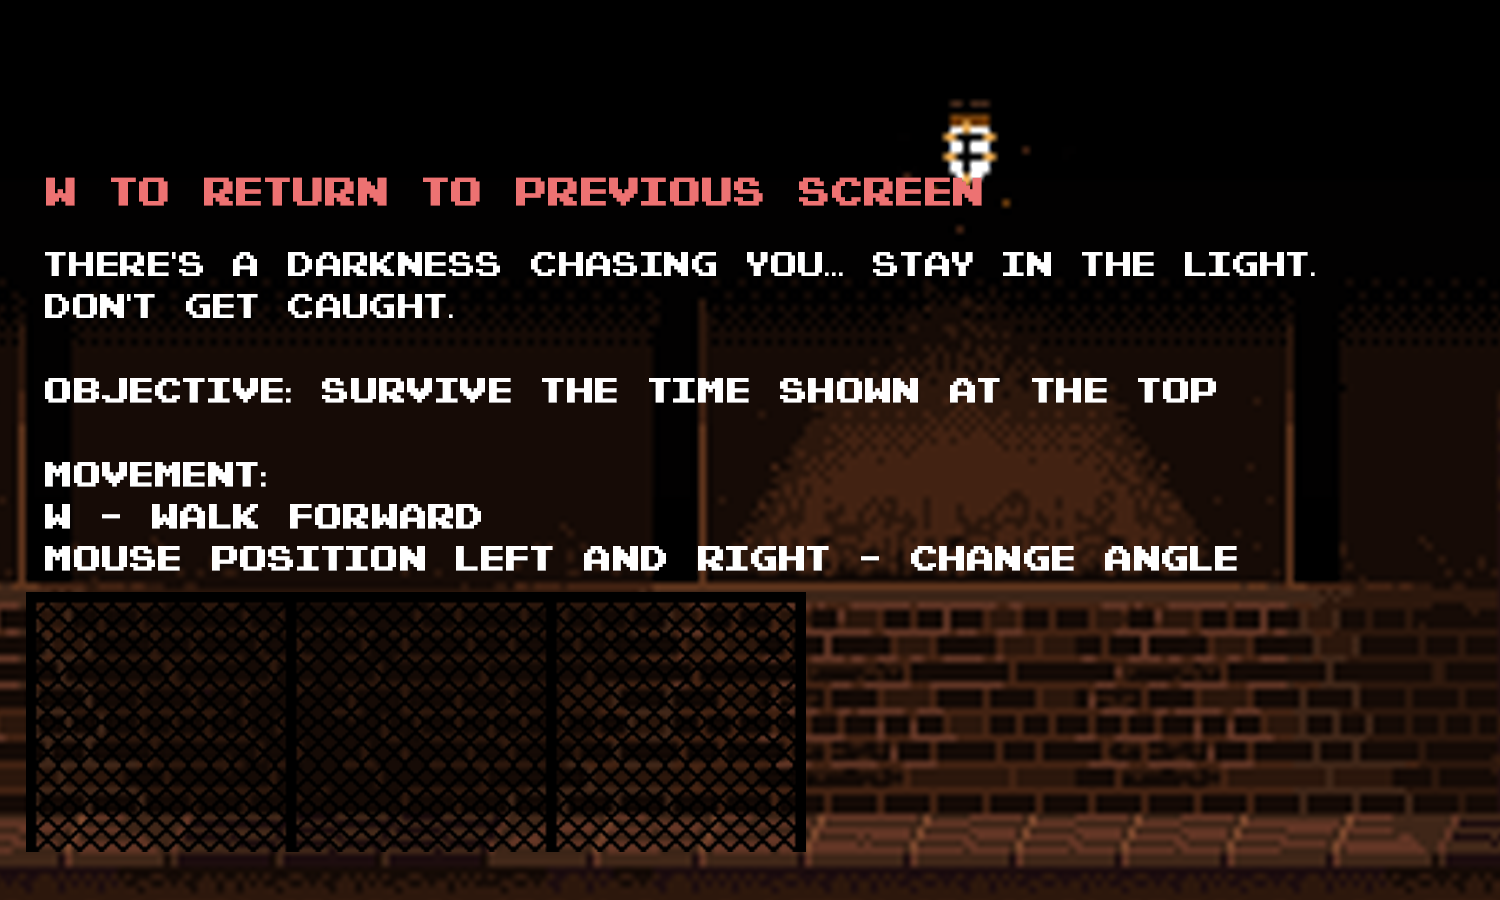 W TO RETURN TO PREVIOUS SCREEN
THERE'S A DARKNESS CHASING YOU... STAY IN THE LIGHT.
DON'T GET CAUGHT.
OBJECTIVE: SURVIVE THE TIME SHOWN AT THE TOP
MOVEMENT:
W - WALK FORWARD
MOUSE POSITION LEFT AND RIGHT - CHANGE ANGLE